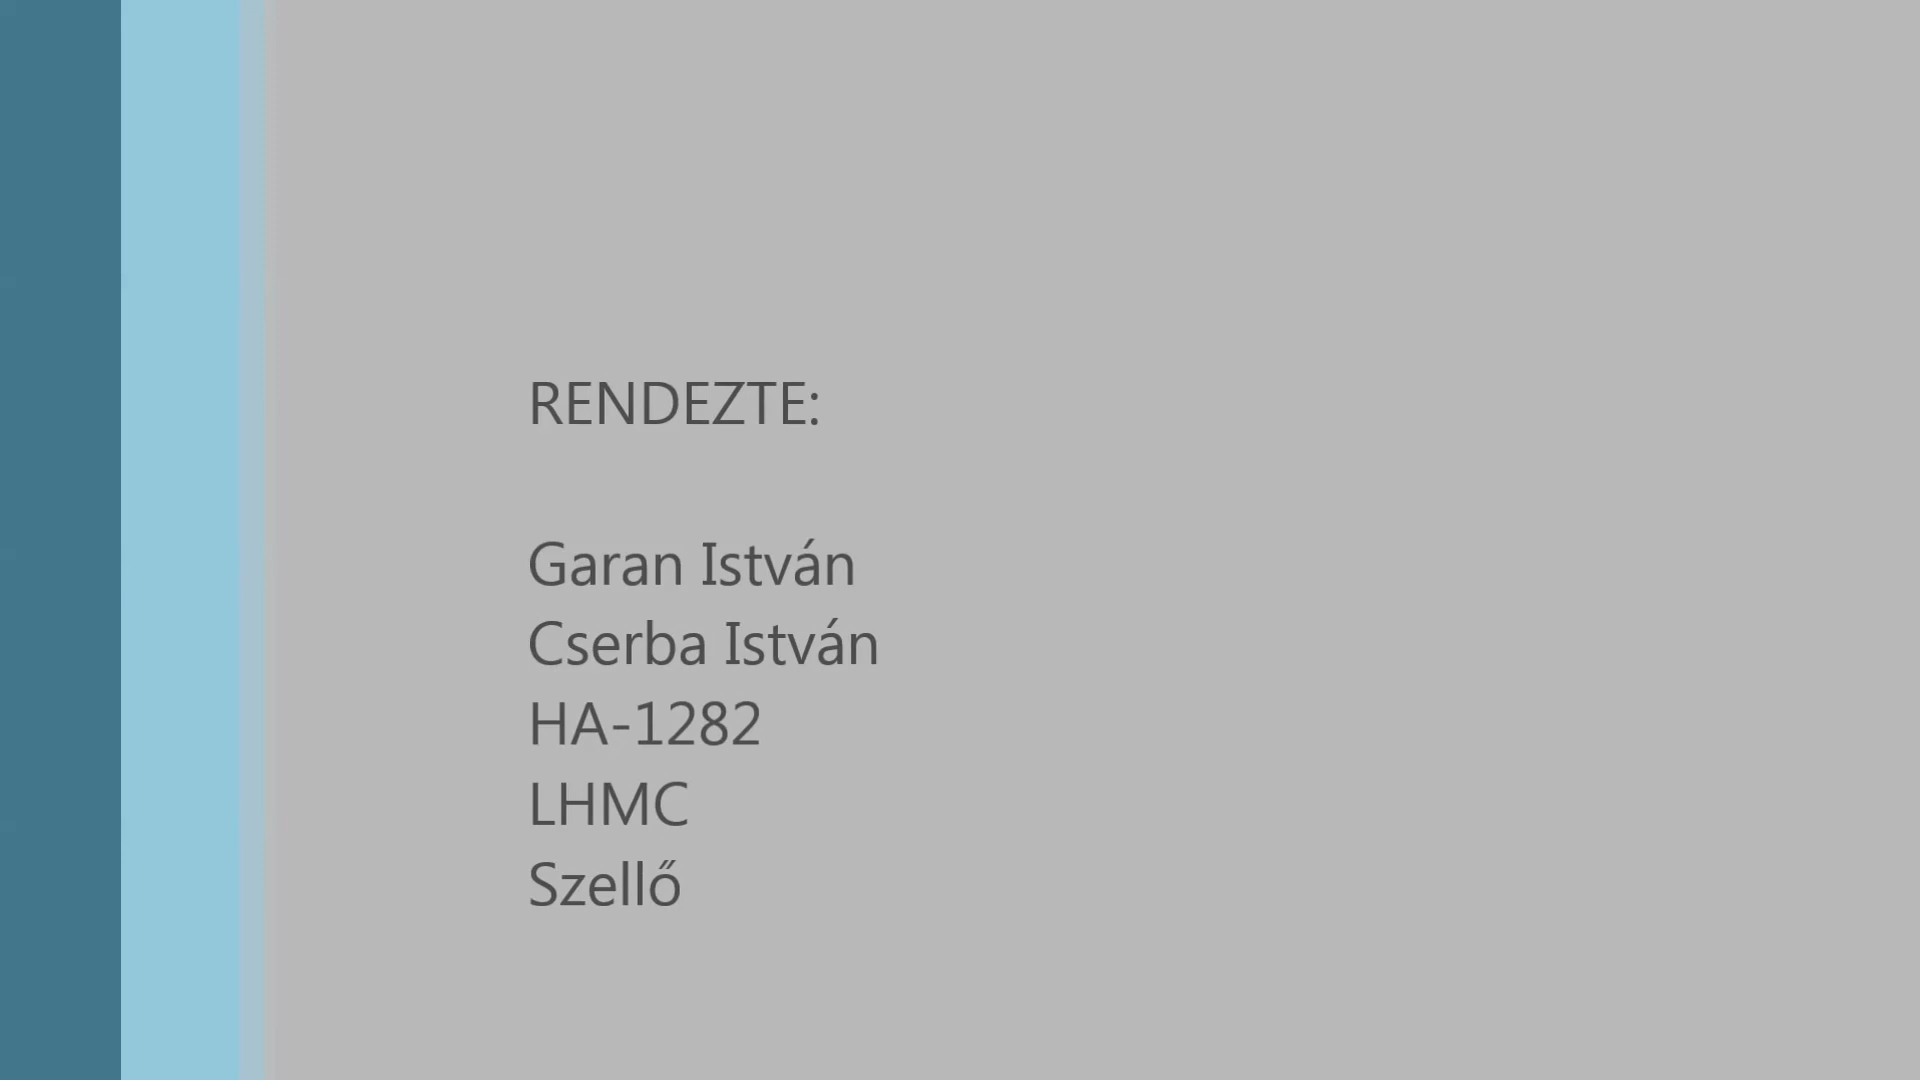 RENDEZTE:
Garan István
Cserba István
HA-1282
LHMC
Szellő